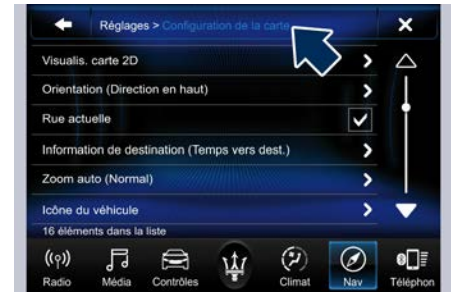 Réglages > Configuration de la carte
Visualis. carte 2D
Orientation (Direction en haut)
Rue actuelle
Information de destination (Temps vers dest.)
Zoom auto (Normal)
Icône du véhicule
16 éléments dans la liste
Radio Média Contrôles Climat Nav Téléphon